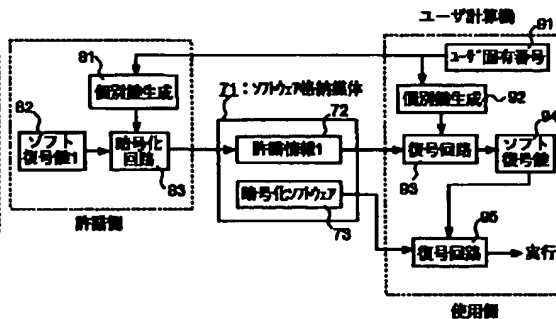 ユーザ計算機
81
91
ユーザ固有番号
個別鍵生成
71:ソフトウェア格納媒体
個別鍵生成
92
82
72
94
ソフト
復号鍵1
暗号化
回路
許諾情報1
復号回路
ソフト
復号鍵
83
93
暗号化ソフトウェア
73
95
許諾側
復号回路
実行
使用側